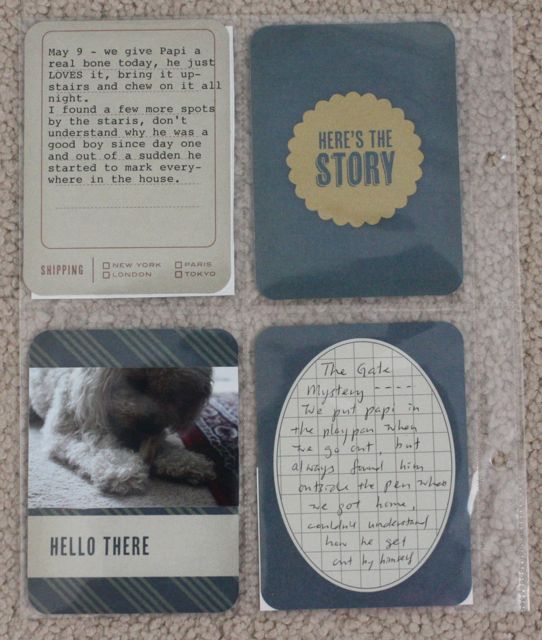 May 9 - we give Papi a
real bone today, he just
LOVES it, bring it up-
stairs and chew on it all
night.
I found a few more spots
by the staris, don't
understand why he was a
good boy since day one
and out of a sudden he
started to mark every-
where in the house.
SHIPPING
NEW YORK PARIS
LONDON TOKYO
HERE'S THE
STORY
HELLO THERE
The Gate
Mystery ----
We put papi in
the playpan when
we go out, but
always found him
outside the pen when
we got home,
couldn't understand
how he get
out by himself